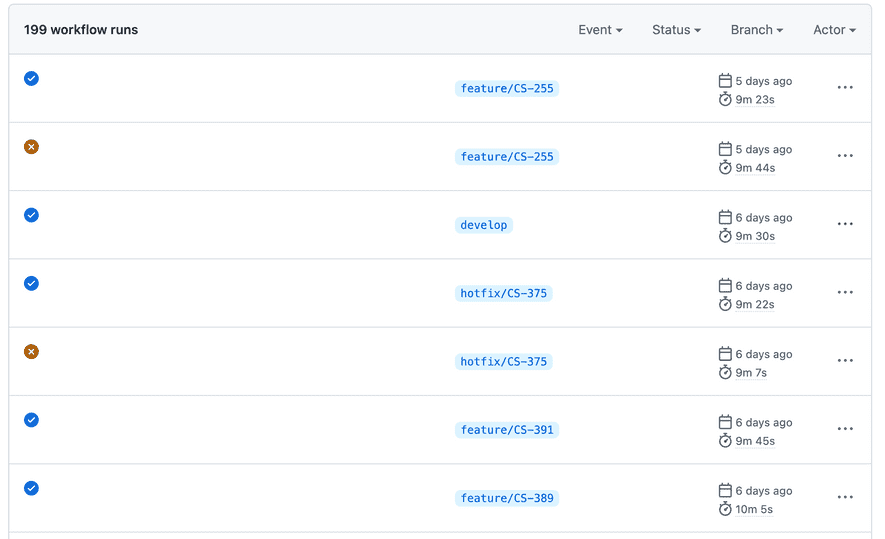 199 workflow runs Event Status Branch Actor
feature/CS-255 5 days ago
9m 23s
feature/CS-255 5 days ago
9m 44s
develop 6 days ago
9m 30s
hotfix/CS-375 6 days ago
9m 22s
hotfix/CS-375 6 days ago
9m 7s
feature/CS-391 6 days ago
9m 45s
feature/CS-389 6 days ago
10m 5s